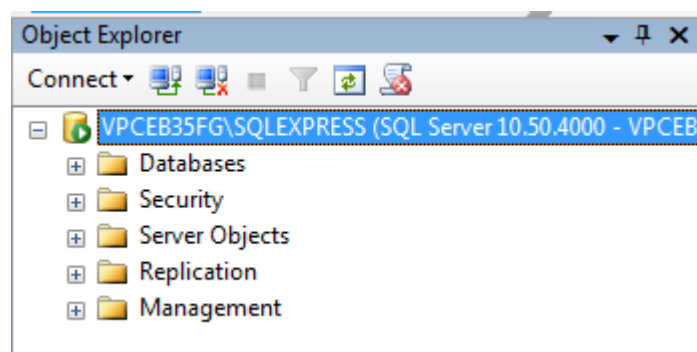 Object Explorer
Connect
VPCEB35FG\SQLEXPRESS (SQL Server 10.50.4000 - VPCEB
Databases
Security
Server Objects
Replication
Management